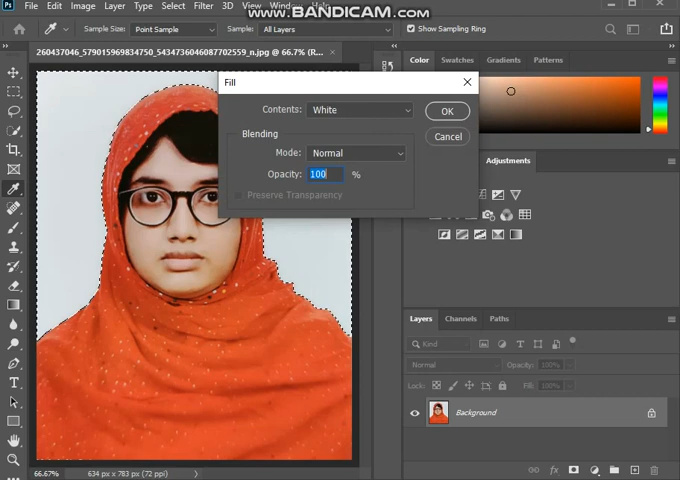 www.BANDICAM.com
Ps File Edit Image Layer Type Select Filter 3D View Window
Sample Size: Point Sample Sample: All Layers Show Sampling Ring
260437046_579015969834750_5434736046087702559_n.jpg @ 66.7% (R...
Color Swatches Gradients Patterns
Fill
Contents: White OK
Blending Cancel
Mode: Normal
Opacity: 100 %
Preserve Transparency
Adjustments
Layers Channels Paths
Kind
Normal Opacity: 100%
Lock: Fill: 100%
Background
66.67% 634 px x 783 px (72 ppi)